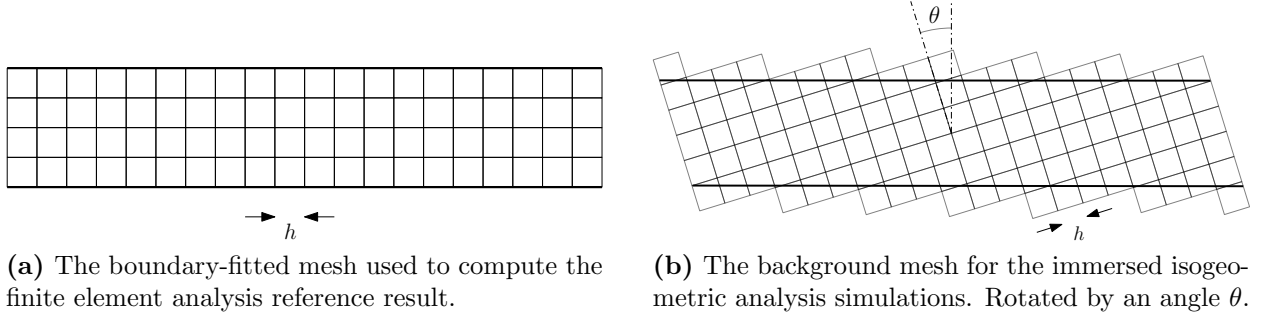 θ
h
h
(a) The boundary-fitted mesh used to compute the
finite element analysis reference result.
(b) The background mesh for the immersed isogeo-
metric analysis simulations. Rotated by an angle θ.